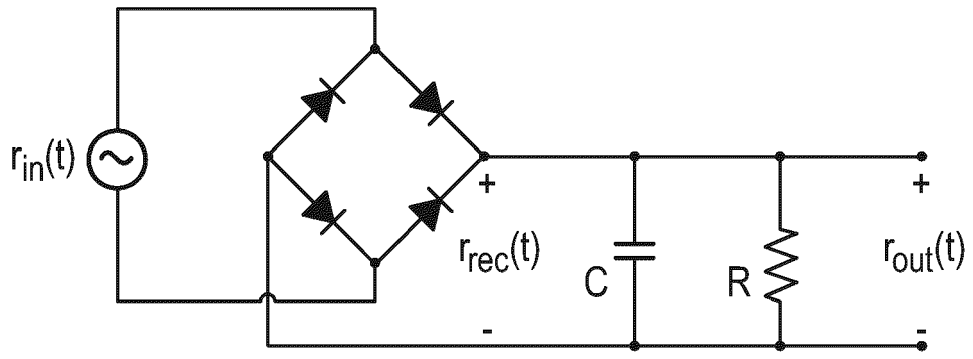 r_in(t)
+
r_rec(t)
-
C
R
+
r_out(t)
-